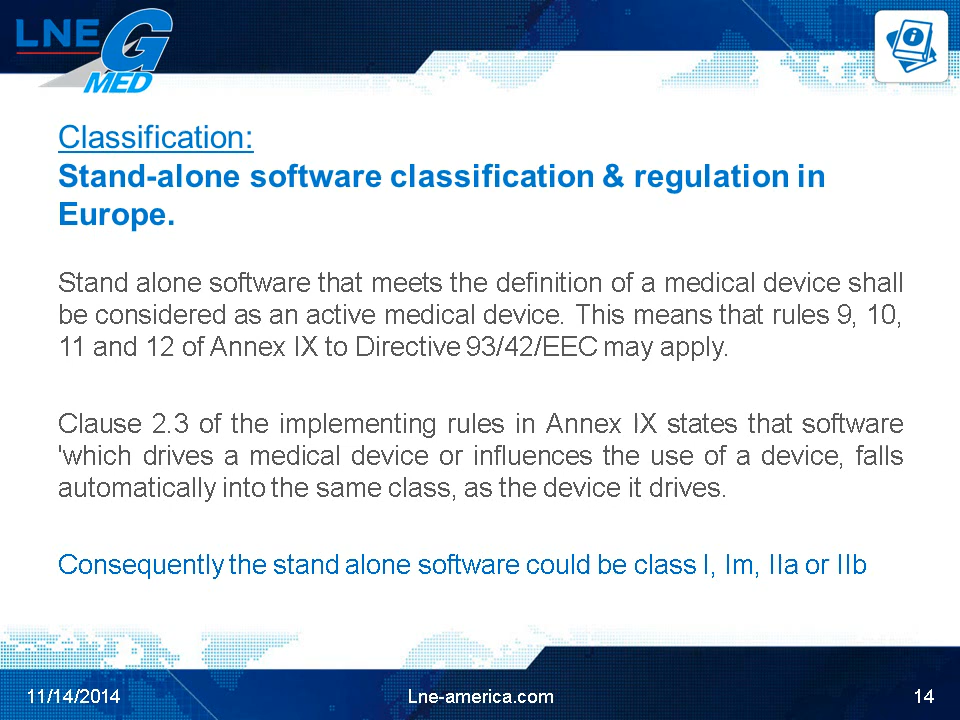 LNE G
MED
Classification:
Stand-alone software classification & regulation in
Europe.
Stand alone software that meets the definition of a medical device shall
be considered as an active medical device. This means that rules 9, 10,
11 and 12 of Annex IX to Directive 93/42/EEC may apply.
Clause 2.3 of the implementing rules in Annex IX states that software
'which drives a medical device or influences the use of a device, falls
automatically into the same class, as the device it drives.
Consequently the stand alone software could be class I, Im, IIa or IIb
11/14/2014
Lne-america.com
14